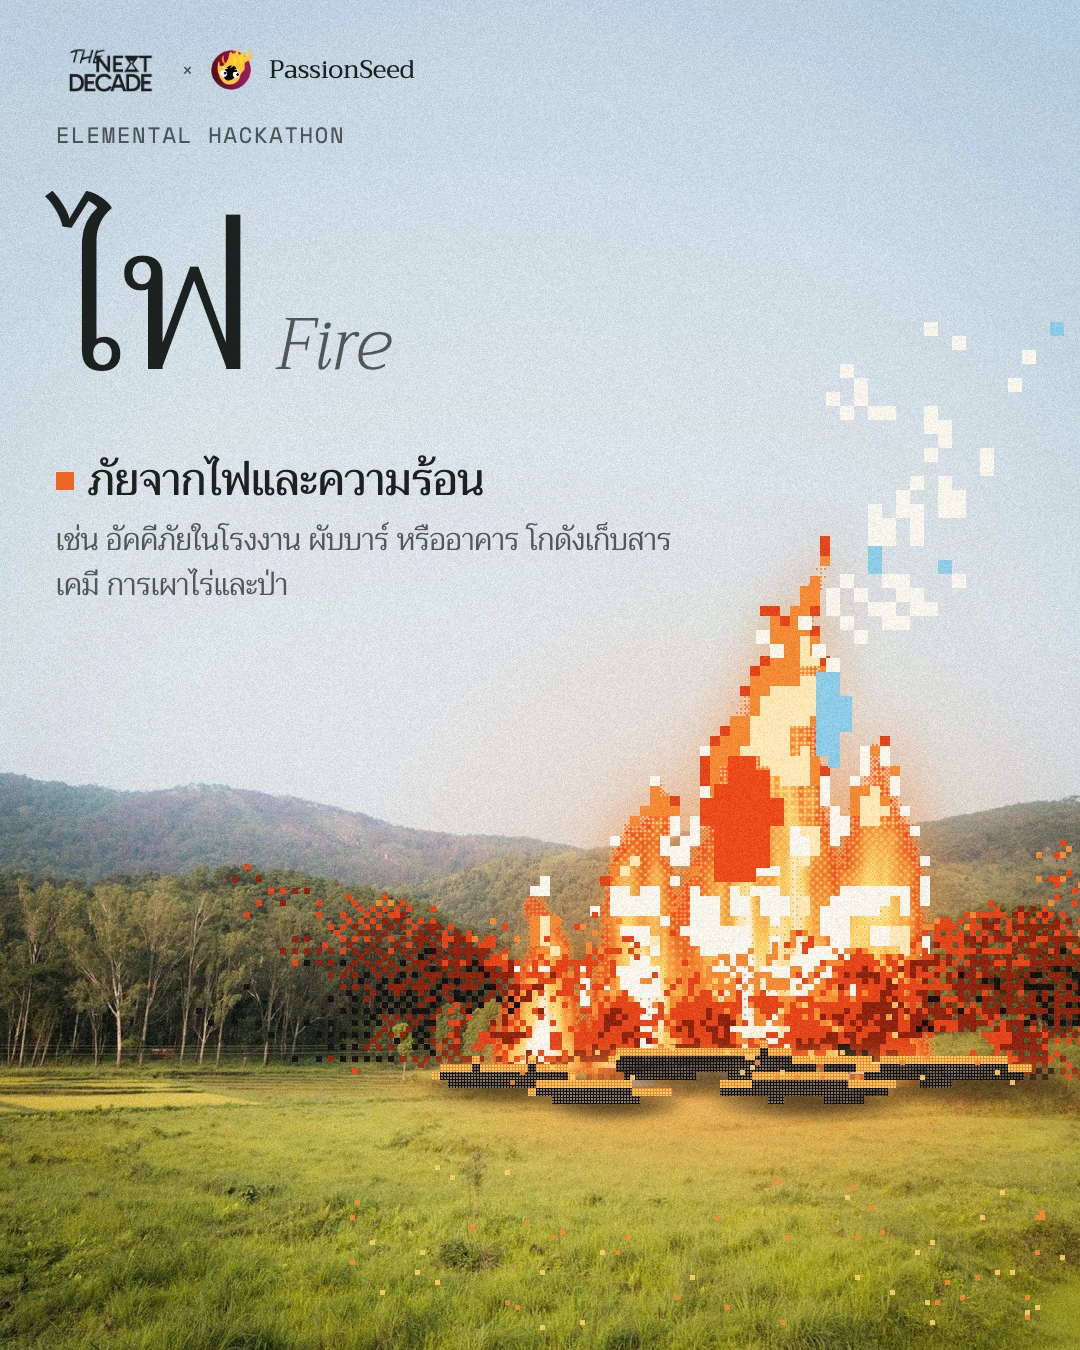 THE NEXT DECADE × PassionSeed
ELEMENTAL HACKATHON
ไฟ Fire
ภัยจากไฟและความร้อน
เช่น อัคคีภัยในโรงงาน ผับบาร์ หรืออาคาร โกดังเก็บสาร
เคมี การเผาไร่และป่า